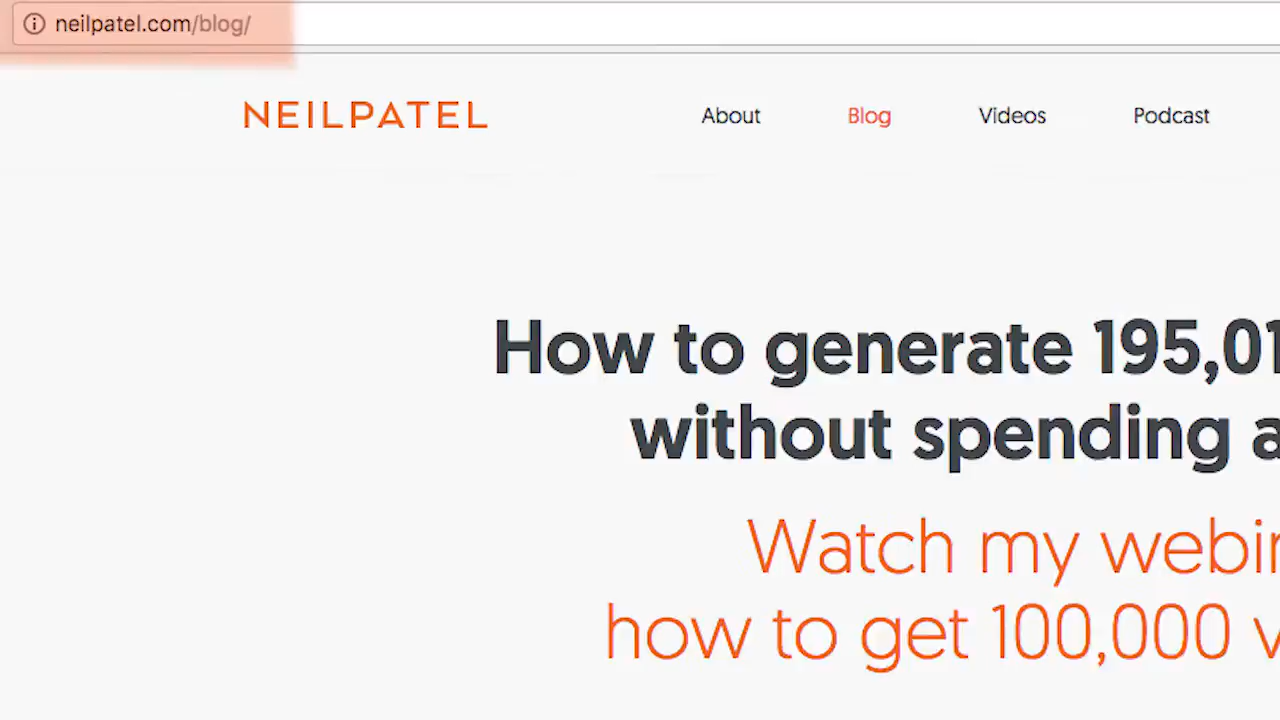 neilpatel.com/blog/
NEILPATEL About Blog Videos Podcast
How to generate 195,01
without spending a
Watch my webin
how to get 100,000 v